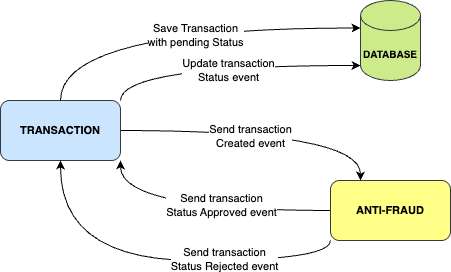 Save Transaction
with pending Status
DATABASE
Update transaction
Status event
TRANSACTION
Send transaction
Created event
Send transaction
Status Approved event
ANTI-FRAUD
Send transaction
Status Rejected event